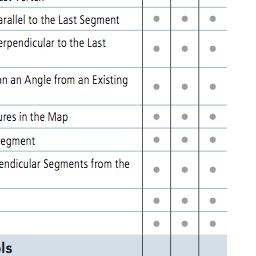 arallel to the Last Segment
erpendicular to the Last
on an Angle from an Existing
ures in the Map
egment
endicular Segments from the
ls